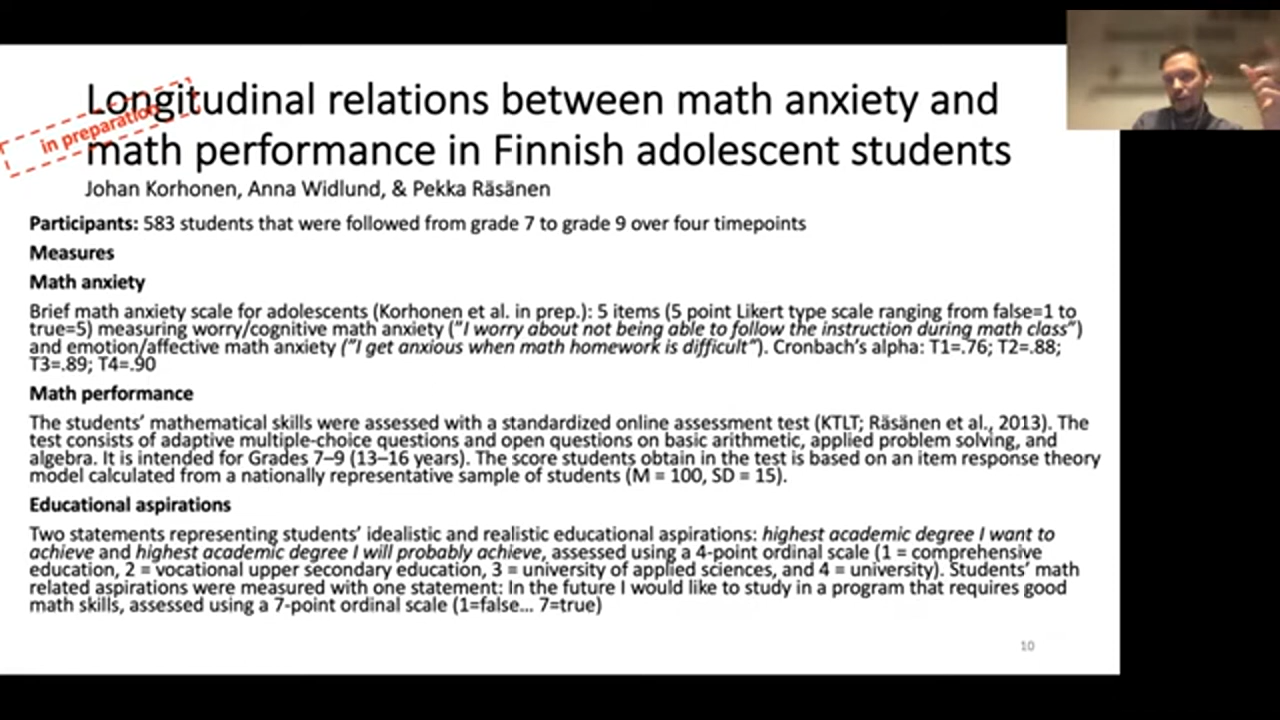 Longitudinal relations between math anxiety and
in preparation
math performance in Finnish adolescent students
Johan Korhonen, Anna Widlund, & Pekka Räsänen
Participants: 583 students that were followed from grade 7 to grade 9 over four timepoints
Measures
Math anxiety
Brief math anxiety scale for adolescents (Korhonen et al. in prep.): 5 items (5 point Likert type scale ranging from false=1 to
true=5) measuring worry/cognitive math anxiety ("I worry about not being able to follow the instruction during math class")
and emotion/affective math anxiety ("I get anxious when math homework is difficult"). Cronbach's alpha: T1=.76; T2=.88;
T3=.89; T4=.90
Math performance
The students' mathematical skills were assessed with a standardized online assessment test (KTLT; Räsänen et al., 2013). The
test consists of adaptive multiple-choice questions and open questions on basic arithmetic, applied problem solving, and
algebra. It is intended for Grades 7–9 (13–16 years). The score students obtain in the test is based on an item response theory
model calculated from a nationally representative sample of students (M = 100, SD = 15).
Educational aspirations
Two statements representing students' idealistic and realistic educational aspirations: highest academic degree I want to
achieve and highest academic degree I will probably achieve, assessed using a 4-point ordinal scale (1 = comprehensive
education, 2 = vocational upper secondary education, 3 = university of applied sciences, and 4 = university). Students' math
related aspirations were measured with one statement: In the future I would like to study in a program that requires good
math skills, assessed using a 7-point ordinal scale (1=false... 7=true)
10